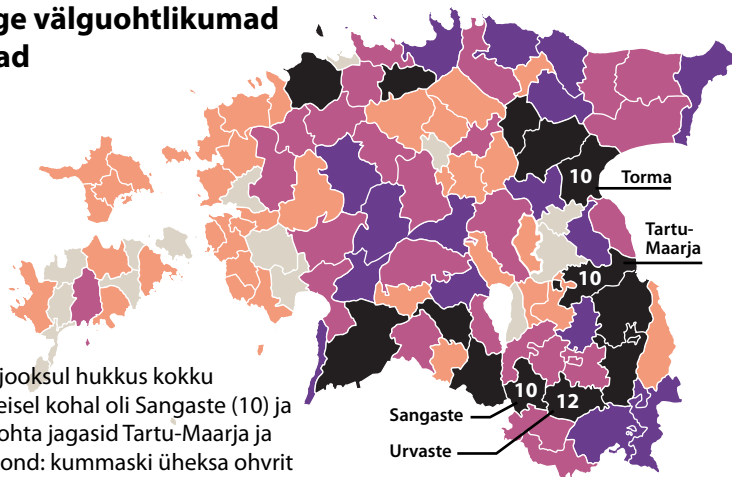 ge välguohtlikumad
ad
10
Torma
Tartu-
Maarja
10
jooksul hukkus kokku
eisel kohal oli Sangaste (10) ja
ohta jagasid Tartu-Maarja ja
ond: kummaski üheksa ohvrit
10
12
Sangaste
Urvaste